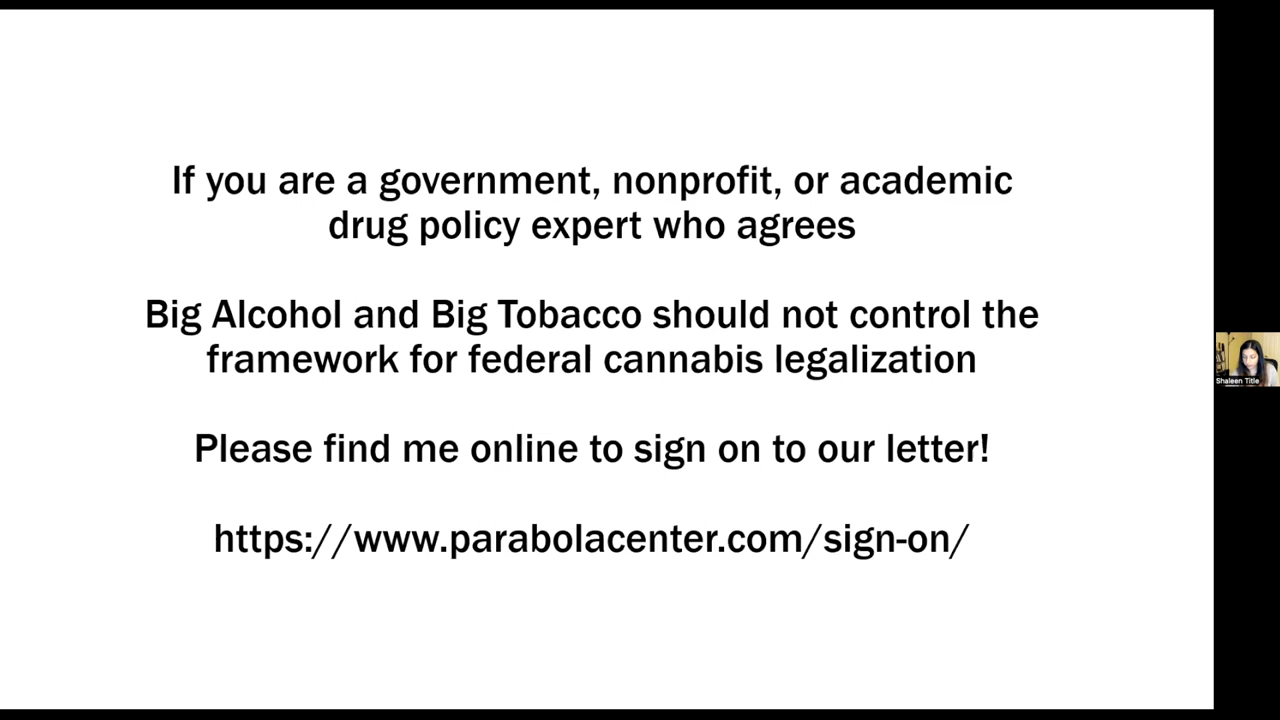 If you are a government, nonprofit, or academic
drug policy expert who agrees
Big Alcohol and Big Tobacco should not control the
framework for federal cannabis legalization
Please find me online to sign on to our letter!
https://www.parabolacenter.com/sign-on/
Shaleen Title